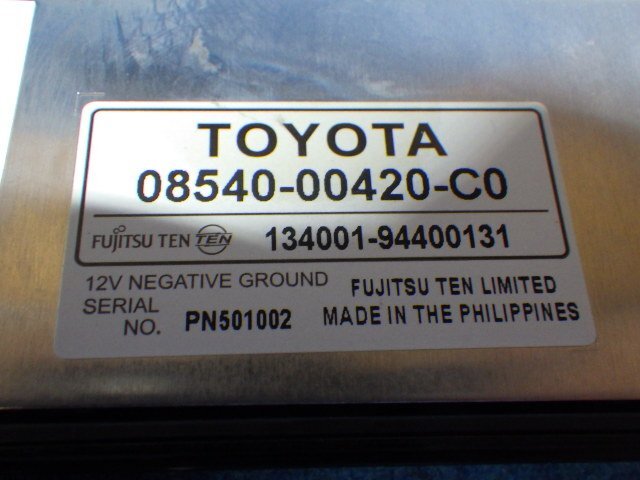 TOYOTA
08540-00420-C0
FUJITSU TEN TEN 134001-94400131
12V NEGATIVE GROUND FUJITSU TEN LIMITED
SERIAL NO. PN501002 MADE IN THE PHILIPPINES